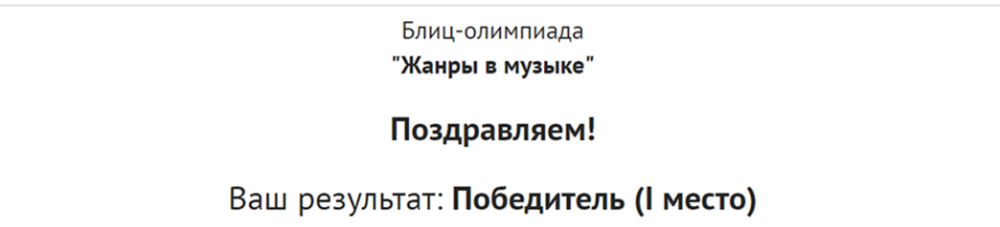 Блиц-олимпиада
"Жанры в музыке"
Поздравляем!
Ваш результат: Победитель (I место)